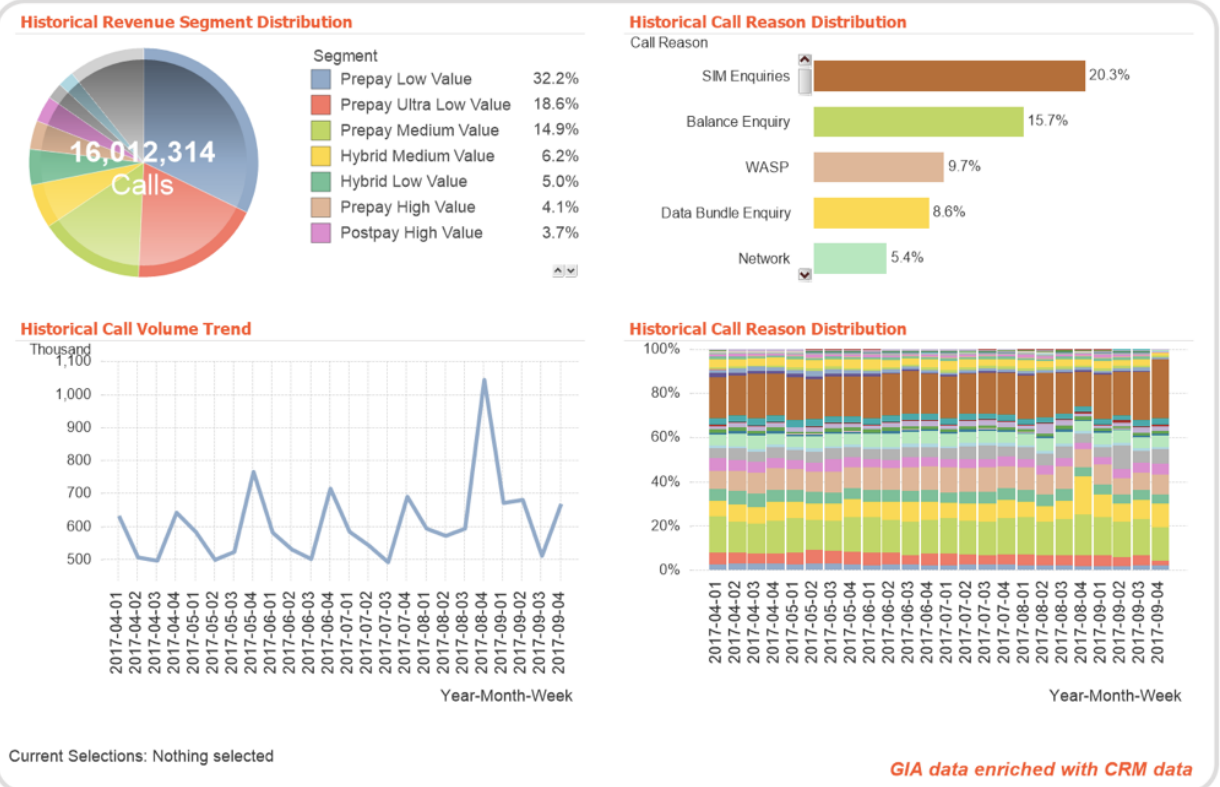 Historical Revenue Segment Distribution
16,012,314
Calls
Segment
Prepay Low Value 32.2%
Prepay Ultra Low Value 18.6%
Prepay Medium Value 14.9%
Hybrid Medium Value 6.2%
Hybrid Low Value 5.0%
Prepay High Value 4.1%
Postpay High Value 3.7%
Historical Call Reason Distribution
Call Reason
SIM Enquiries 20.3%
Balance Enquiry 15.7%
WASP 9.7%
Data Bundle Enquiry 8.6%
Network 5.4%
Historical Call Volume Trend
Thousand
1,100
1,000
900
800
700
600
500
2017-04-01
2017-04-02
2017-04-03
2017-04-04
2017-05-01
2017-05-02
2017-05-03
2017-05-04
2017-06-01
2017-06-02
2017-06-03
2017-06-04
2017-07-01
2017-07-02
2017-07-03
2017-07-04
2017-08-01
2017-08-02
2017-08-03
2017-08-04
2017-09-01
2017-09-02
2017-09-03
2017-09-04
Year-Month-Week
Historical Call Reason Distribution
100%
80%
60%
40%
20%
0%
2017-04-01
2017-04-02
2017-04-03
2017-04-04
2017-05-01
2017-05-02
2017-05-03
2017-05-04
2017-06-01
2017-06-02
2017-06-03
2017-06-04
2017-07-01
2017-07-02
2017-07-03
2017-07-04
2017-08-01
2017-08-02
2017-08-03
2017-08-04
2017-09-01
2017-09-02
2017-09-03
2017-09-04
Year-Month-Week
Current Selections: Nothing selected
GIA data enriched with CRM data